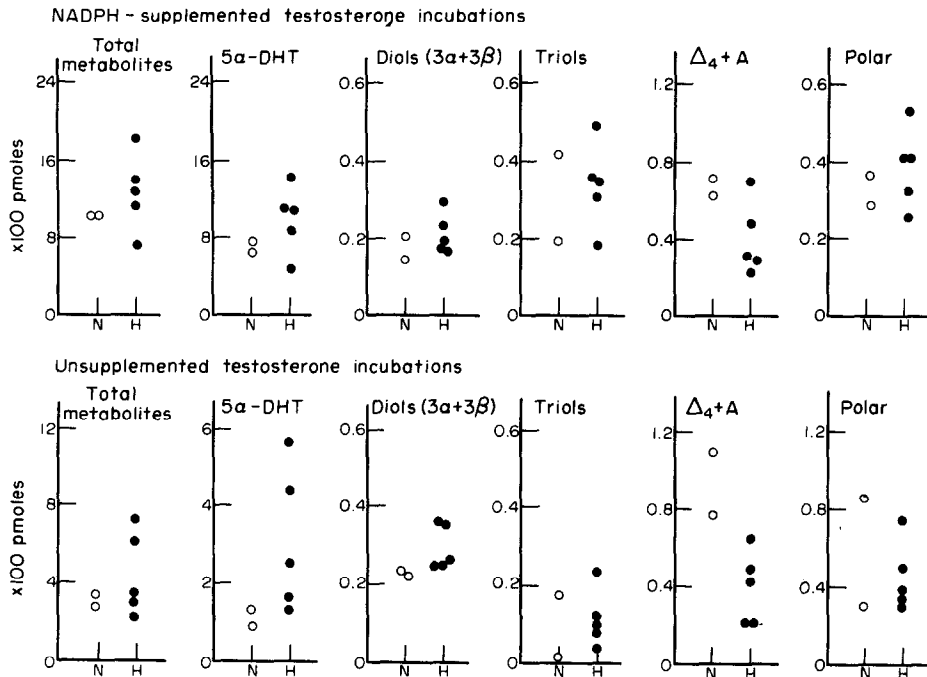 NADPH - supplemented testosterone incubations
Total metabolites
5α-DHT
Diols (3α+3β)
Triols
Δ4 + A
Polar
x100 pmoles
24
16
8
0
N H
24
16
8
0
N H
0.6
0.4
0.2
0
N H
0.6
0.4
0.2
0
N H
1.2
0.8
0.4
0
N H
0.6
0.4
0.2
0
N H
Unsupplemented testosterone incubations
Total metabolites
5α-DHT
Diols (3α+3β)
Triols
Δ4 + A
Polar
x100 pmoles
12
8
4
0
N H
6
4
2
0
N H
0.6
0.4
0.2
0
N H
0.6
0.4
0.2
0
N H
1.2
0.8
0.4
0
N H
1.2
0.8
0.4
0
N H